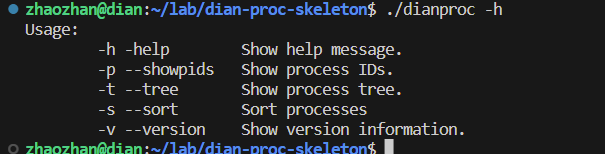 zhaozhan@dian:~/lab/dian-proc-skeleton$ ./dianproc -h
Usage:
        -h -help       Show help message.
        -p --showpids  Show process IDs.
        -t --tree      Show process tree.
        -s --sort      Sort processes
        -v --version   Show version information.
zhaozhan@dian:~/lab/dian-proc-skeleton$